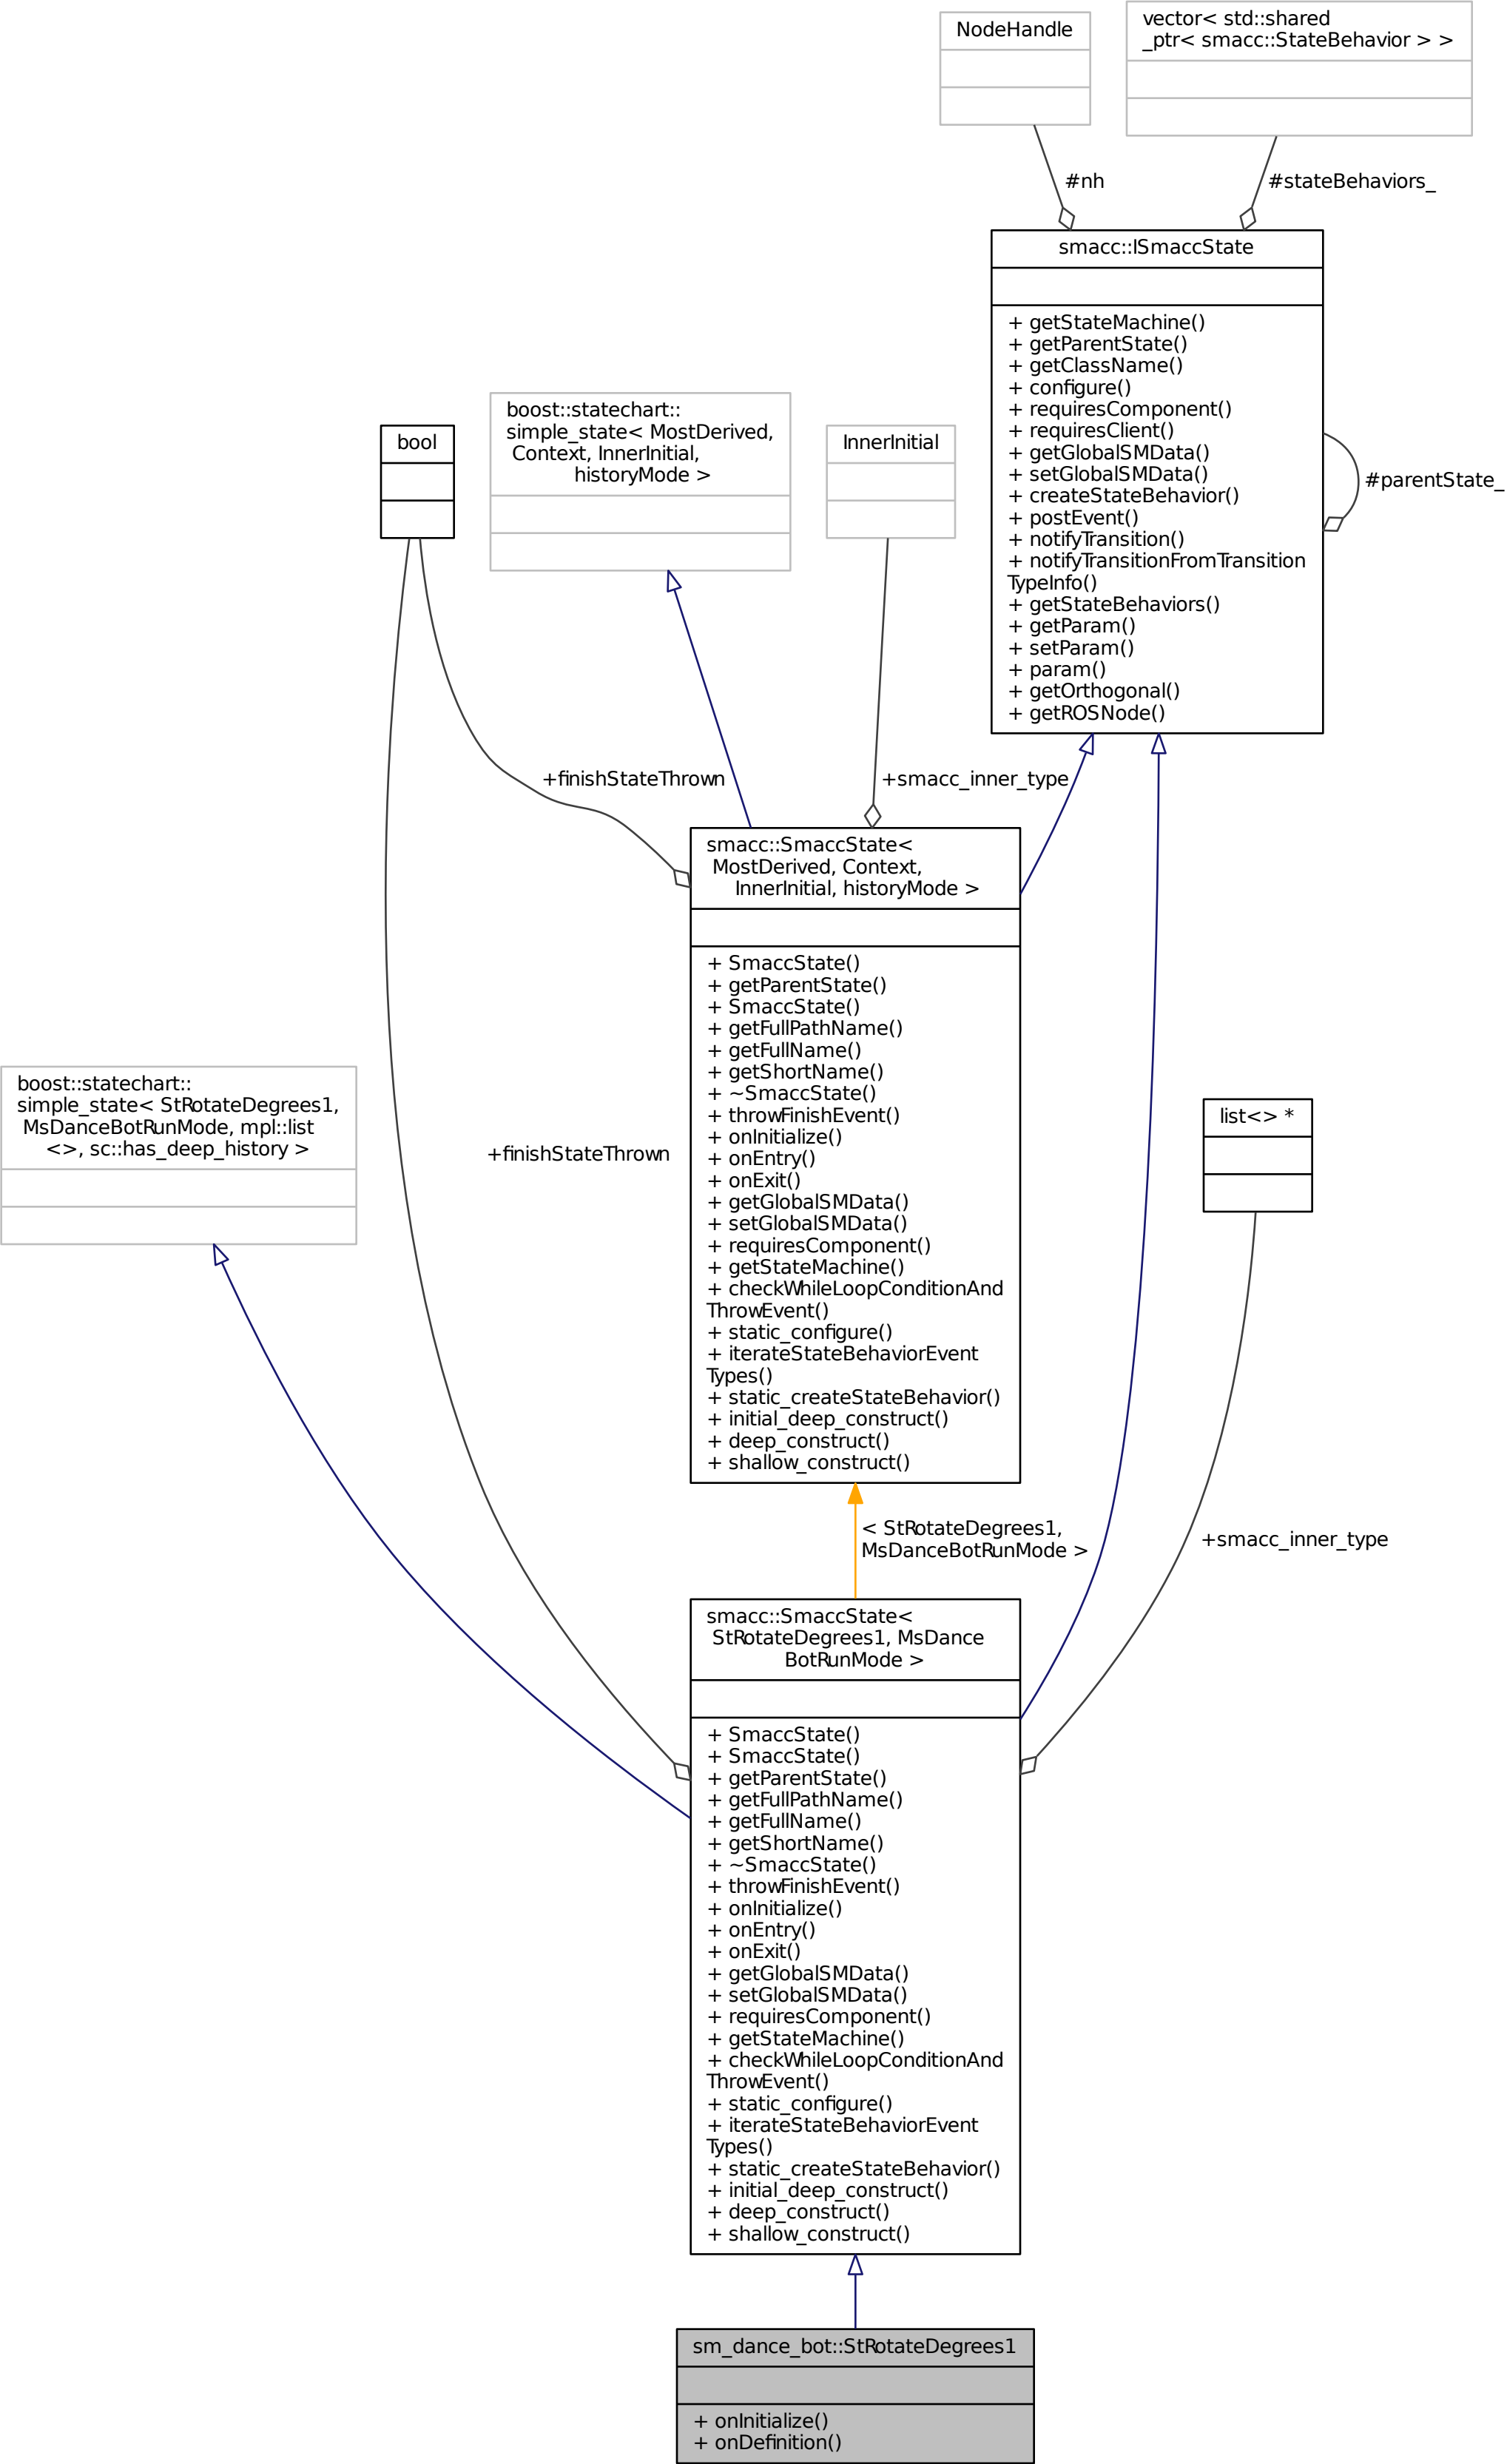 NodeHandle
vector< std::shared
_ptr< smacc::StateBehavior > >
#nh
#stateBehaviors_
smacc::ISmaccState
+ getStateMachine()
+ getParentState()
+ getClassName()
+ configure()
+ requiresComponent()
+ requiresClient()
+ getGlobalSMData()
+ setGlobalSMData()
+ createStateBehavior()
+ postEvent()
+ notifyTransition()
+ notifyTransitionFromTransition
TypeInfo()
+ getStateBehaviors()
+ getParam()
+ setParam()
+ param()
+ getOrthogonal()
+ getROSNode()
#parentState_
bool
boost::statechart::
simple_state< MostDerived,
Context, InnerInitial,
historyMode >
InnerInitial
+finishStateThrown
+smacc_inner_type
smacc::SmaccState<
MostDerived, Context,
InnerInitial, historyMode >
+ SmaccState()
+ getParentState()
+ SmaccState()
+ getFullPathName()
+ getFullName()
+ getShortName()
+ ~SmaccState()
+ throwFinishEvent()
+ onInitialize()
+ onEntry()
+ onExit()
+ getGlobalSMData()
+ setGlobalSMData()
+ requiresComponent()
+ getStateMachine()
+ checkWhileLoopConditionAnd
ThrowEvent()
+ static_configure()
+ iterateStateBehaviorEvent
Types()
+ static_createStateBehavior()
+ initial_deep_construct()
+ deep_construct()
+ shallow_construct()
boost::statechart::
simple_state< StRotateDegrees1,
MsDanceBotRunMode, mpl::list
<>, sc::has_deep_history >
+finishStateThrown
list<> *
< StRotateDegrees1,
MsDanceBotRunMode >
+smacc_inner_type
smacc::SmaccState<
StRotateDegrees1, MsDance
BotRunMode >
+ SmaccState()
+ SmaccState()
+ getParentState()
+ getFullPathName()
+ getFullName()
+ getShortName()
+ ~SmaccState()
+ throwFinishEvent()
+ onInitialize()
+ onEntry()
+ onExit()
+ getGlobalSMData()
+ setGlobalSMData()
+ requiresComponent()
+ getStateMachine()
+ checkWhileLoopConditionAnd
ThrowEvent()
+ static_configure()
+ iterateStateBehaviorEvent
Types()
+ static_createStateBehavior()
+ initial_deep_construct()
+ deep_construct()
+ shallow_construct()
sm_dance_bot::StRotateDegrees1
+ onInitialize()
+ onDefinition()